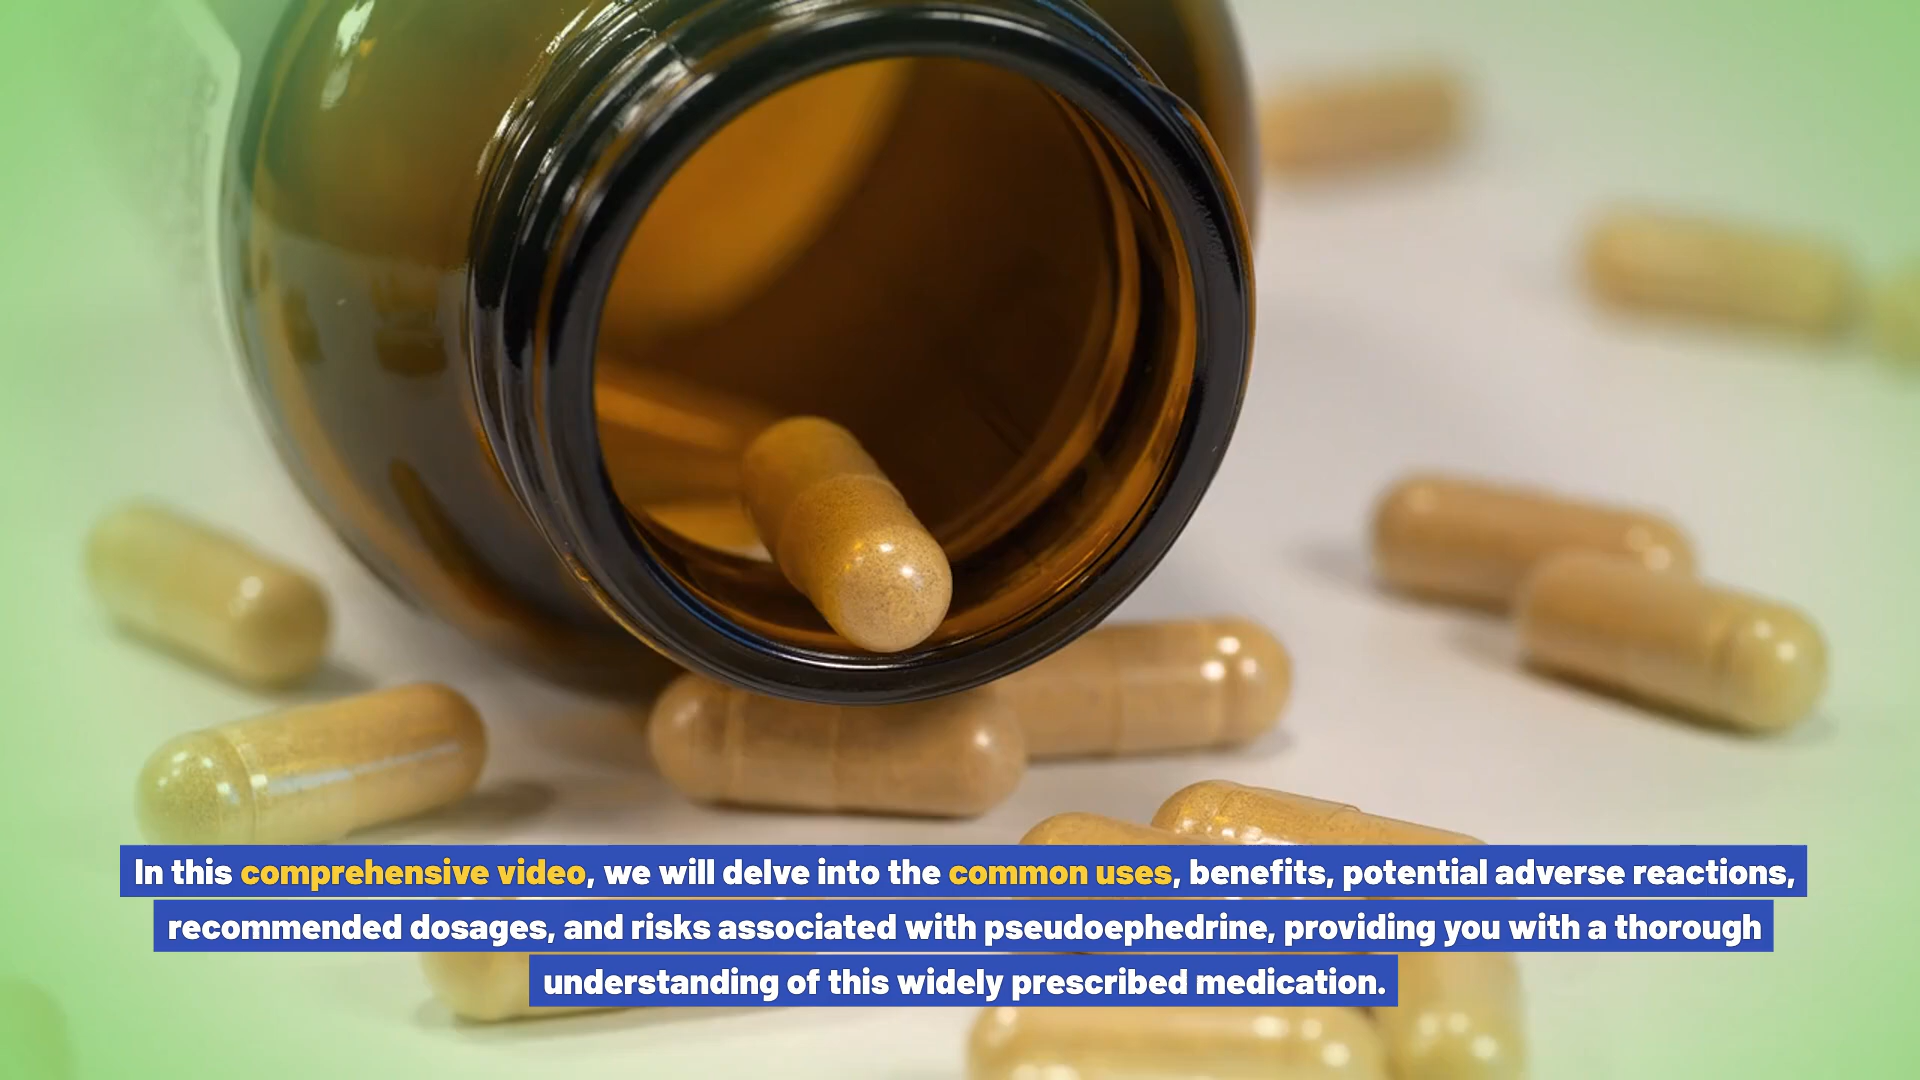 In this comprehensive video, we will delve into the common uses, benefits, potential adverse reactions,
recommended dosages, and risks associated with pseudoephedrine, providing you with a thorough
understanding of this widely prescribed medication.